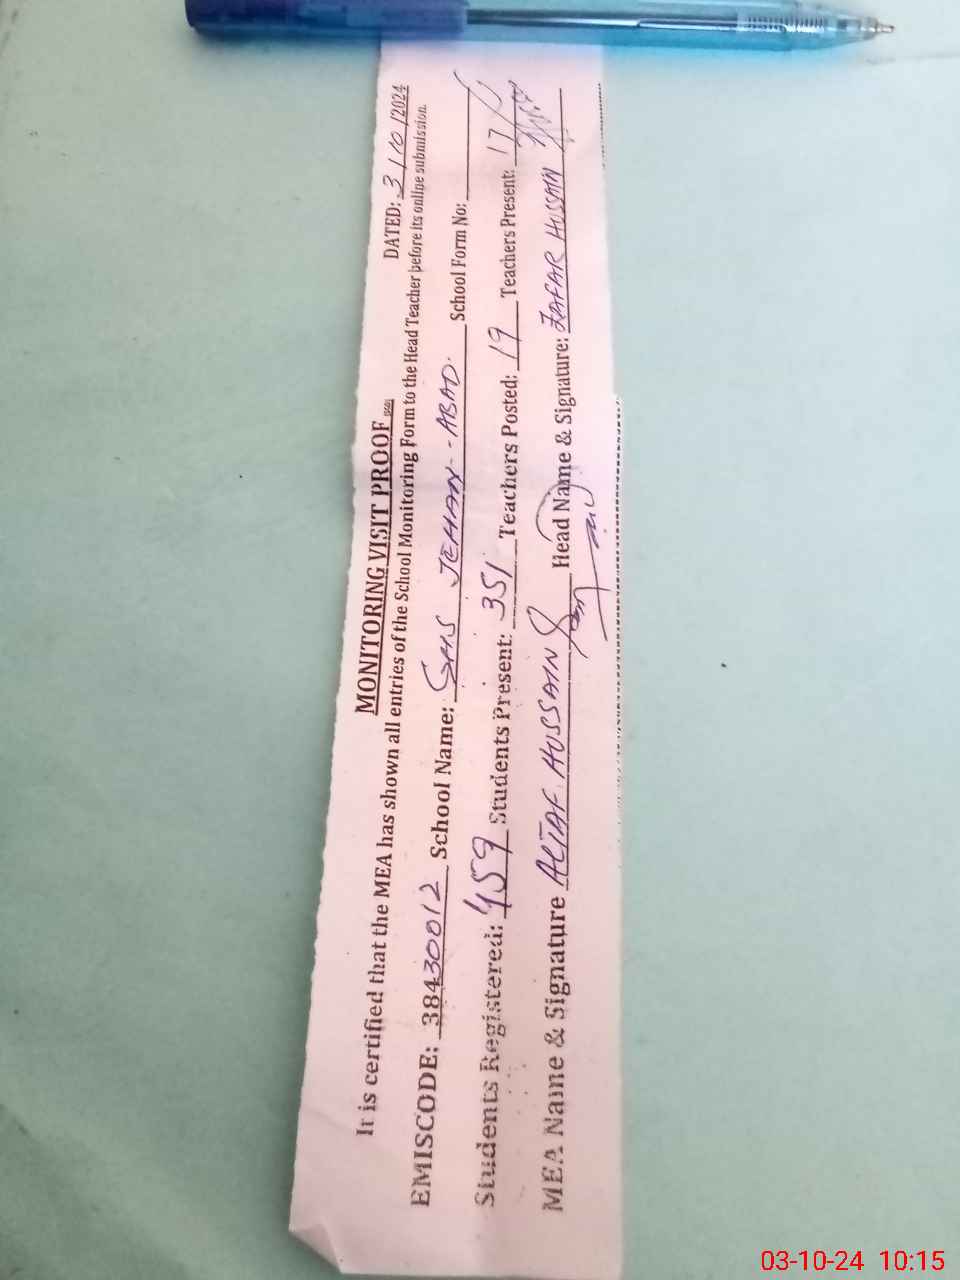 MONITORING VISIT PROOF DATED: 3/10/2024
It is certified that the MEA has shown all entries of the School Monitoring Form to the Head Teacher before its online submission.
EMISCODE: 38430012 School Name: GHS JEHAN--ABAD. School Form No:
Students Registered: 459 Students Present: 351 Teachers Posted: 19 Teachers Present: 17
MEA Name & Signature ALTAF HUSSAIN Head Name & Signature: ZAFAR HUSSAIN
03-10-24 10:15